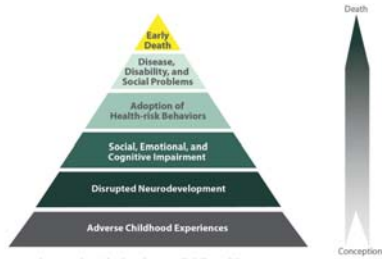 Death
Early
Death
Disease,
Disability, and
Social Problems
Adoption of
Health-risk Behaviors
Social, Emotional, and
Cognitive Impairment
Disrupted Neurodevelopment
Adverse Childhood Experiences
Conception